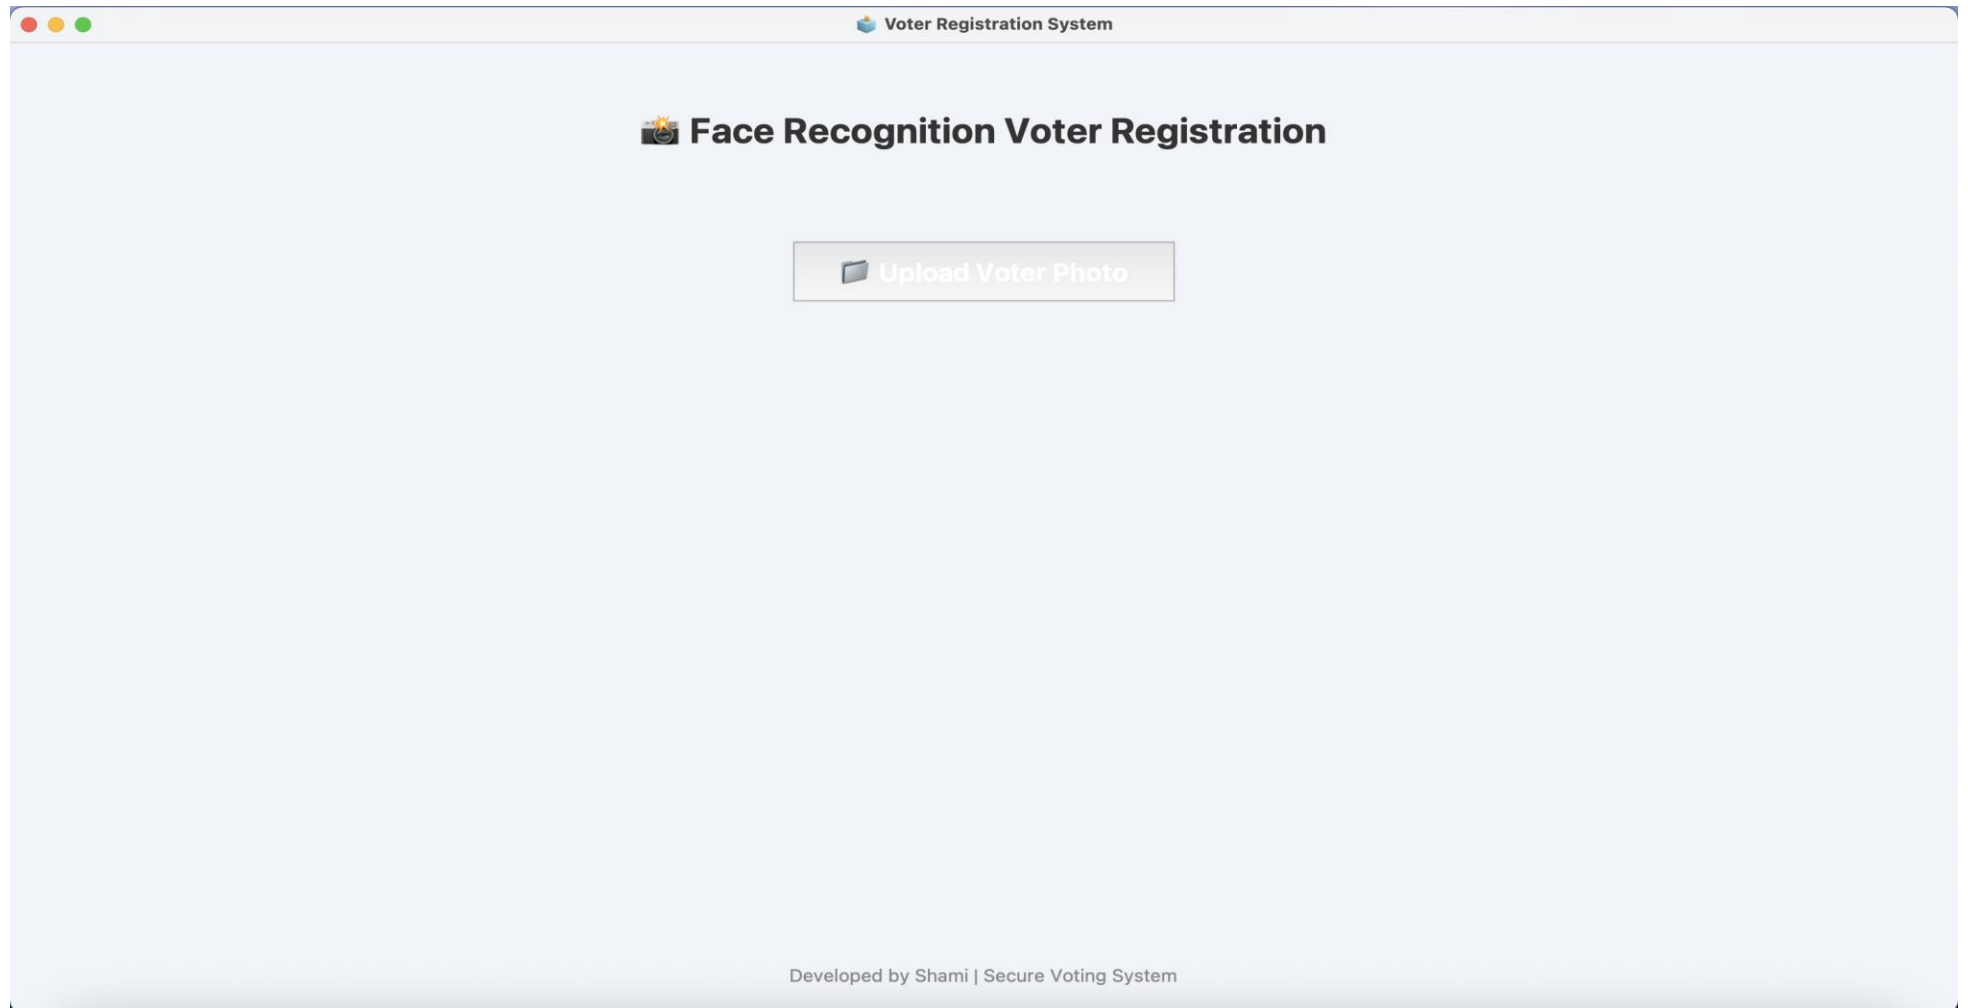 Voter Registration System
Face Recognition Voter Registration
Upload Voter Photo
Developed by Shami | Secure Voting System